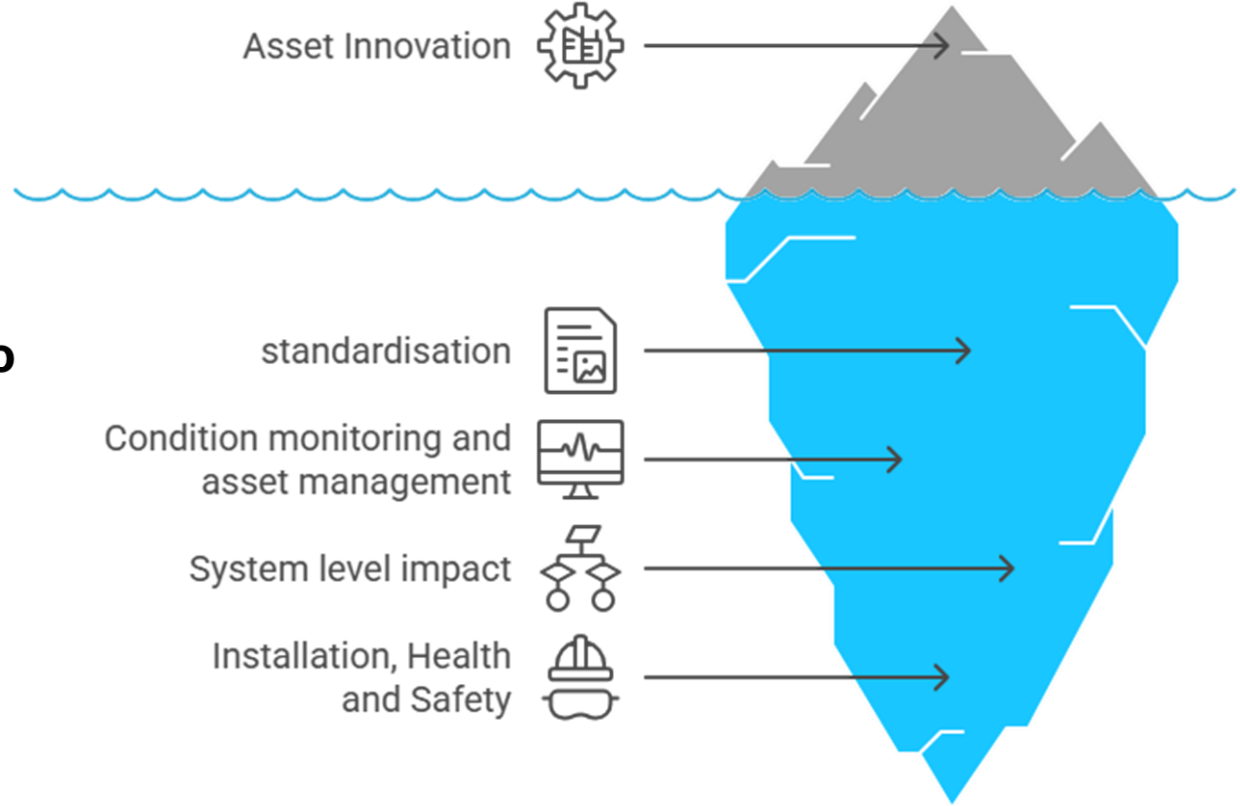 Asset Innovation
standardisation
Condition monitoring and
asset management
System level impact
Installation, Health
and Safety